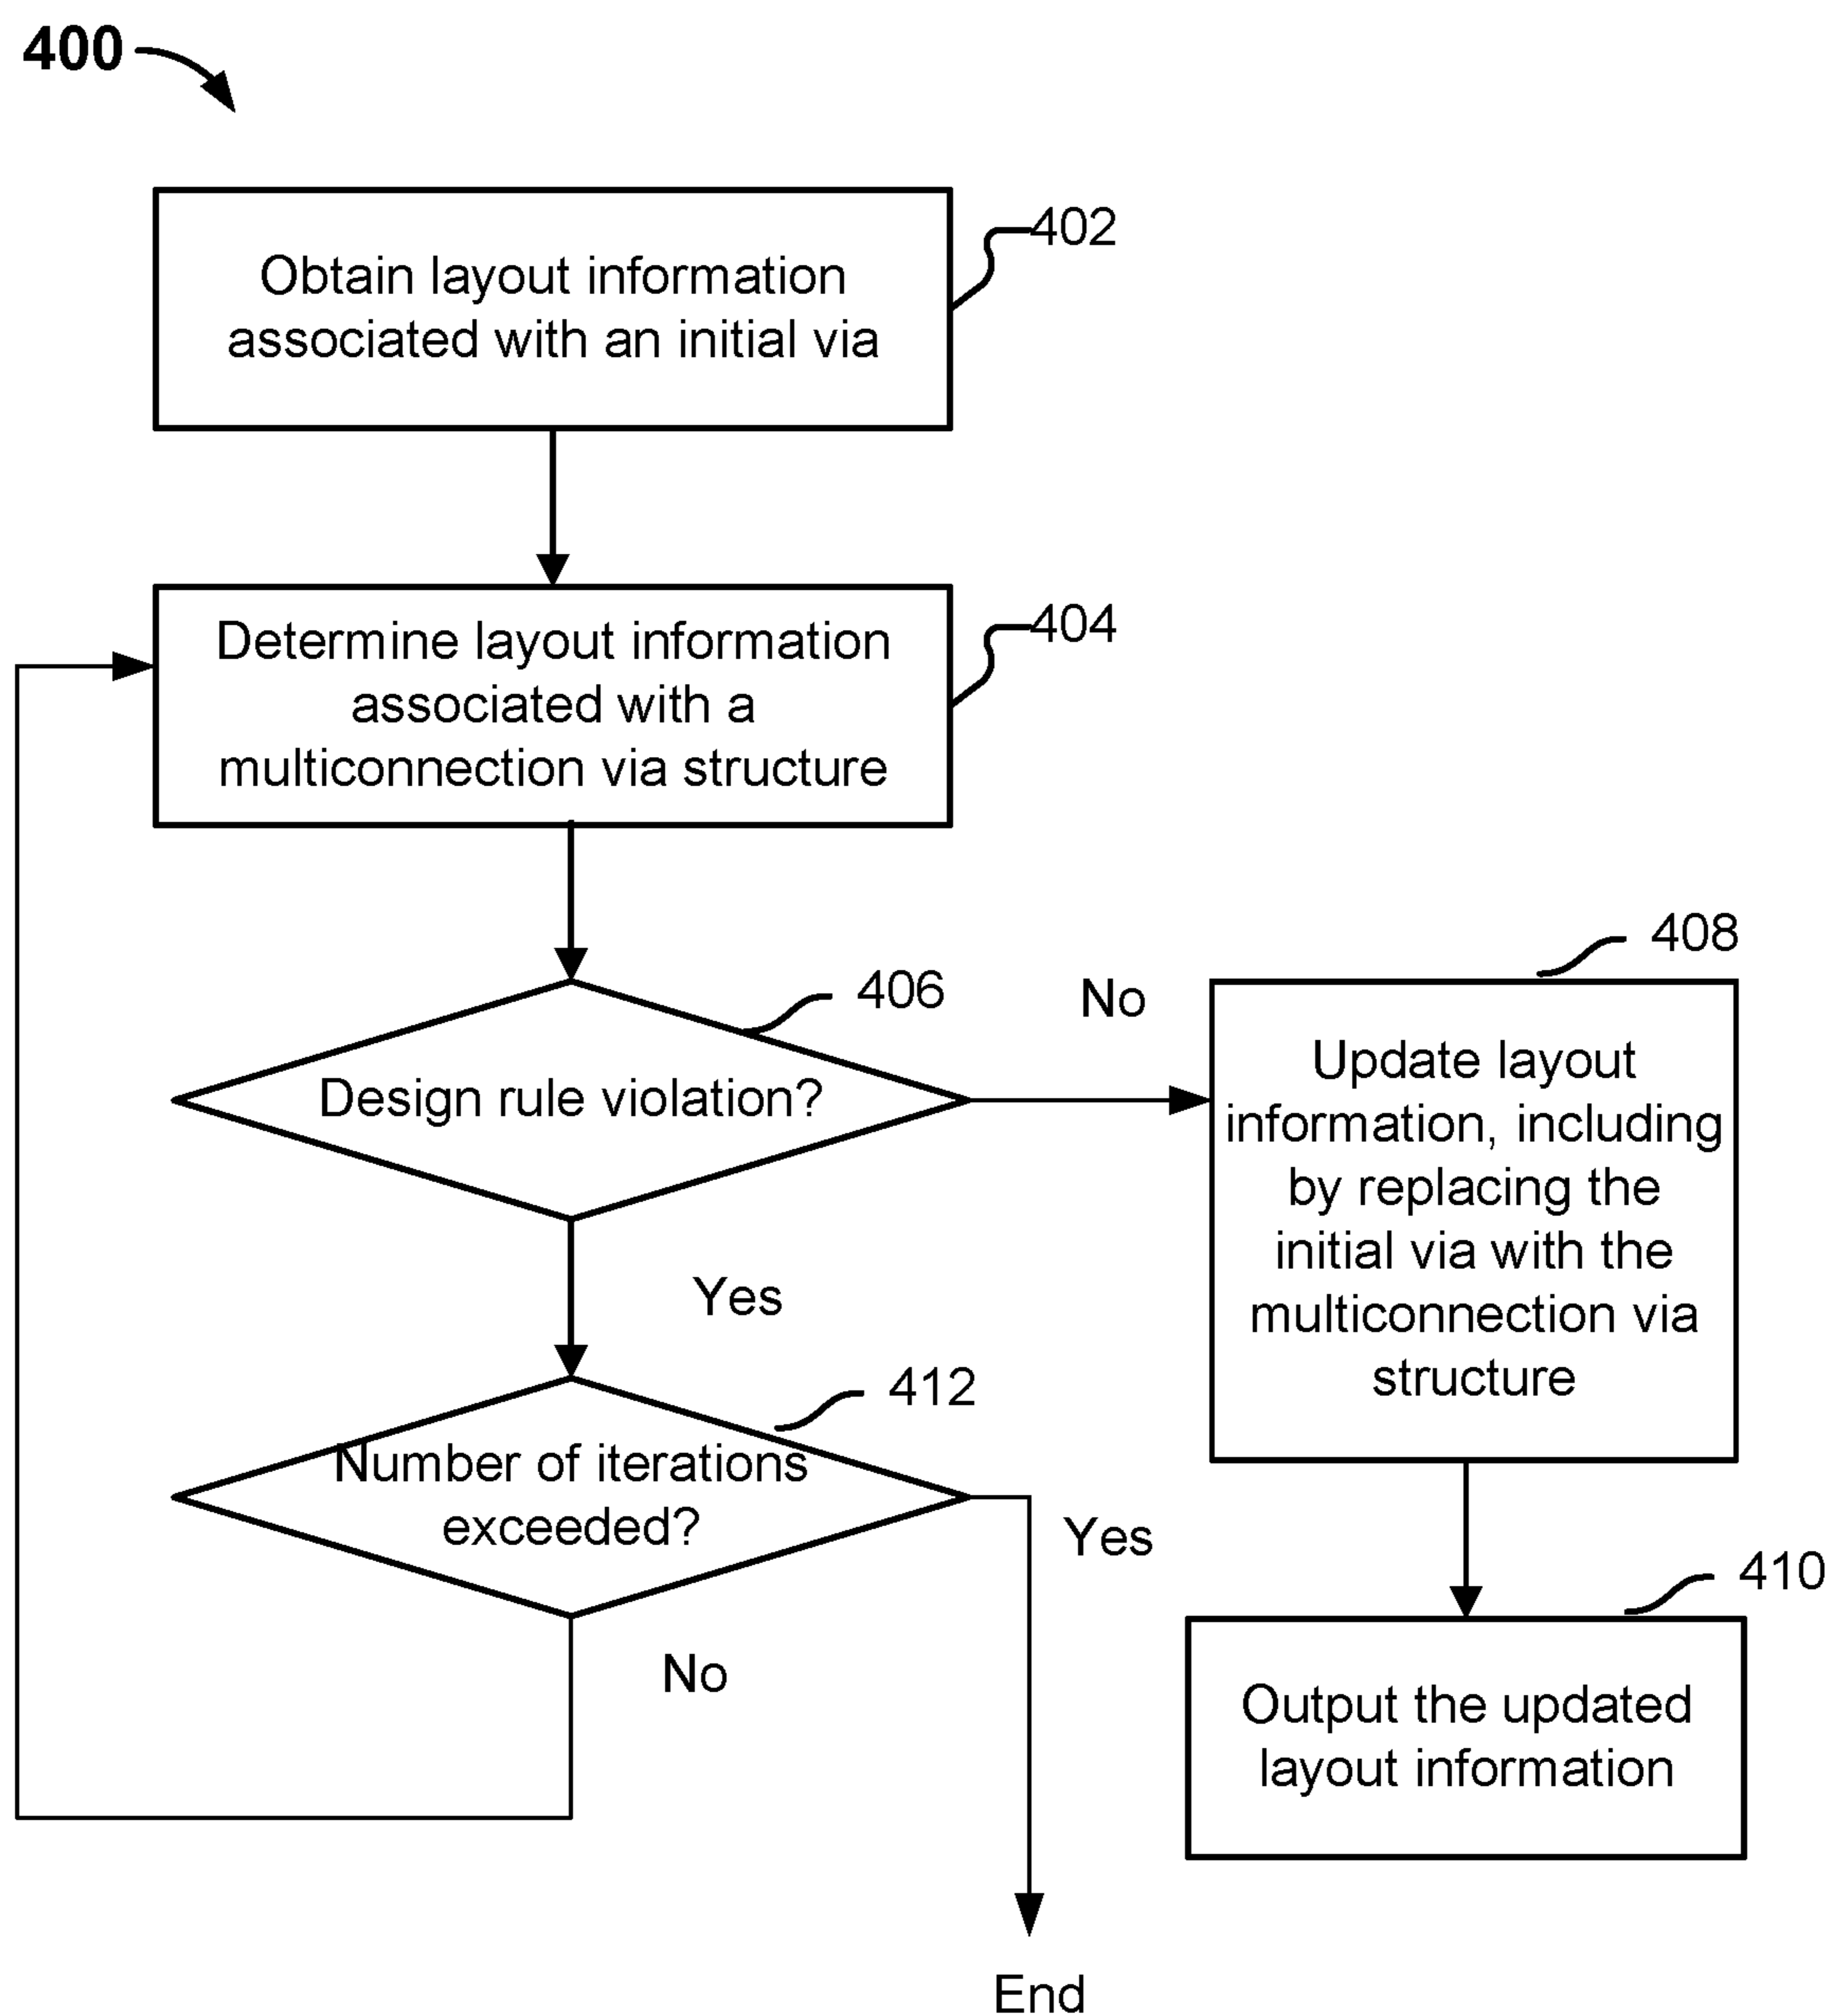 400
402
Obtain layout information
associated with an initial via
404
Determine layout information
associated with a
multiconnection via structure
406
Design rule violation?
No
408
Update layout
information, including
by replacing the
initial via with the
multiconnection via
structure
Yes
412
Number of iterations
exceeded?
Yes
No
410
Output the updated
layout information
End